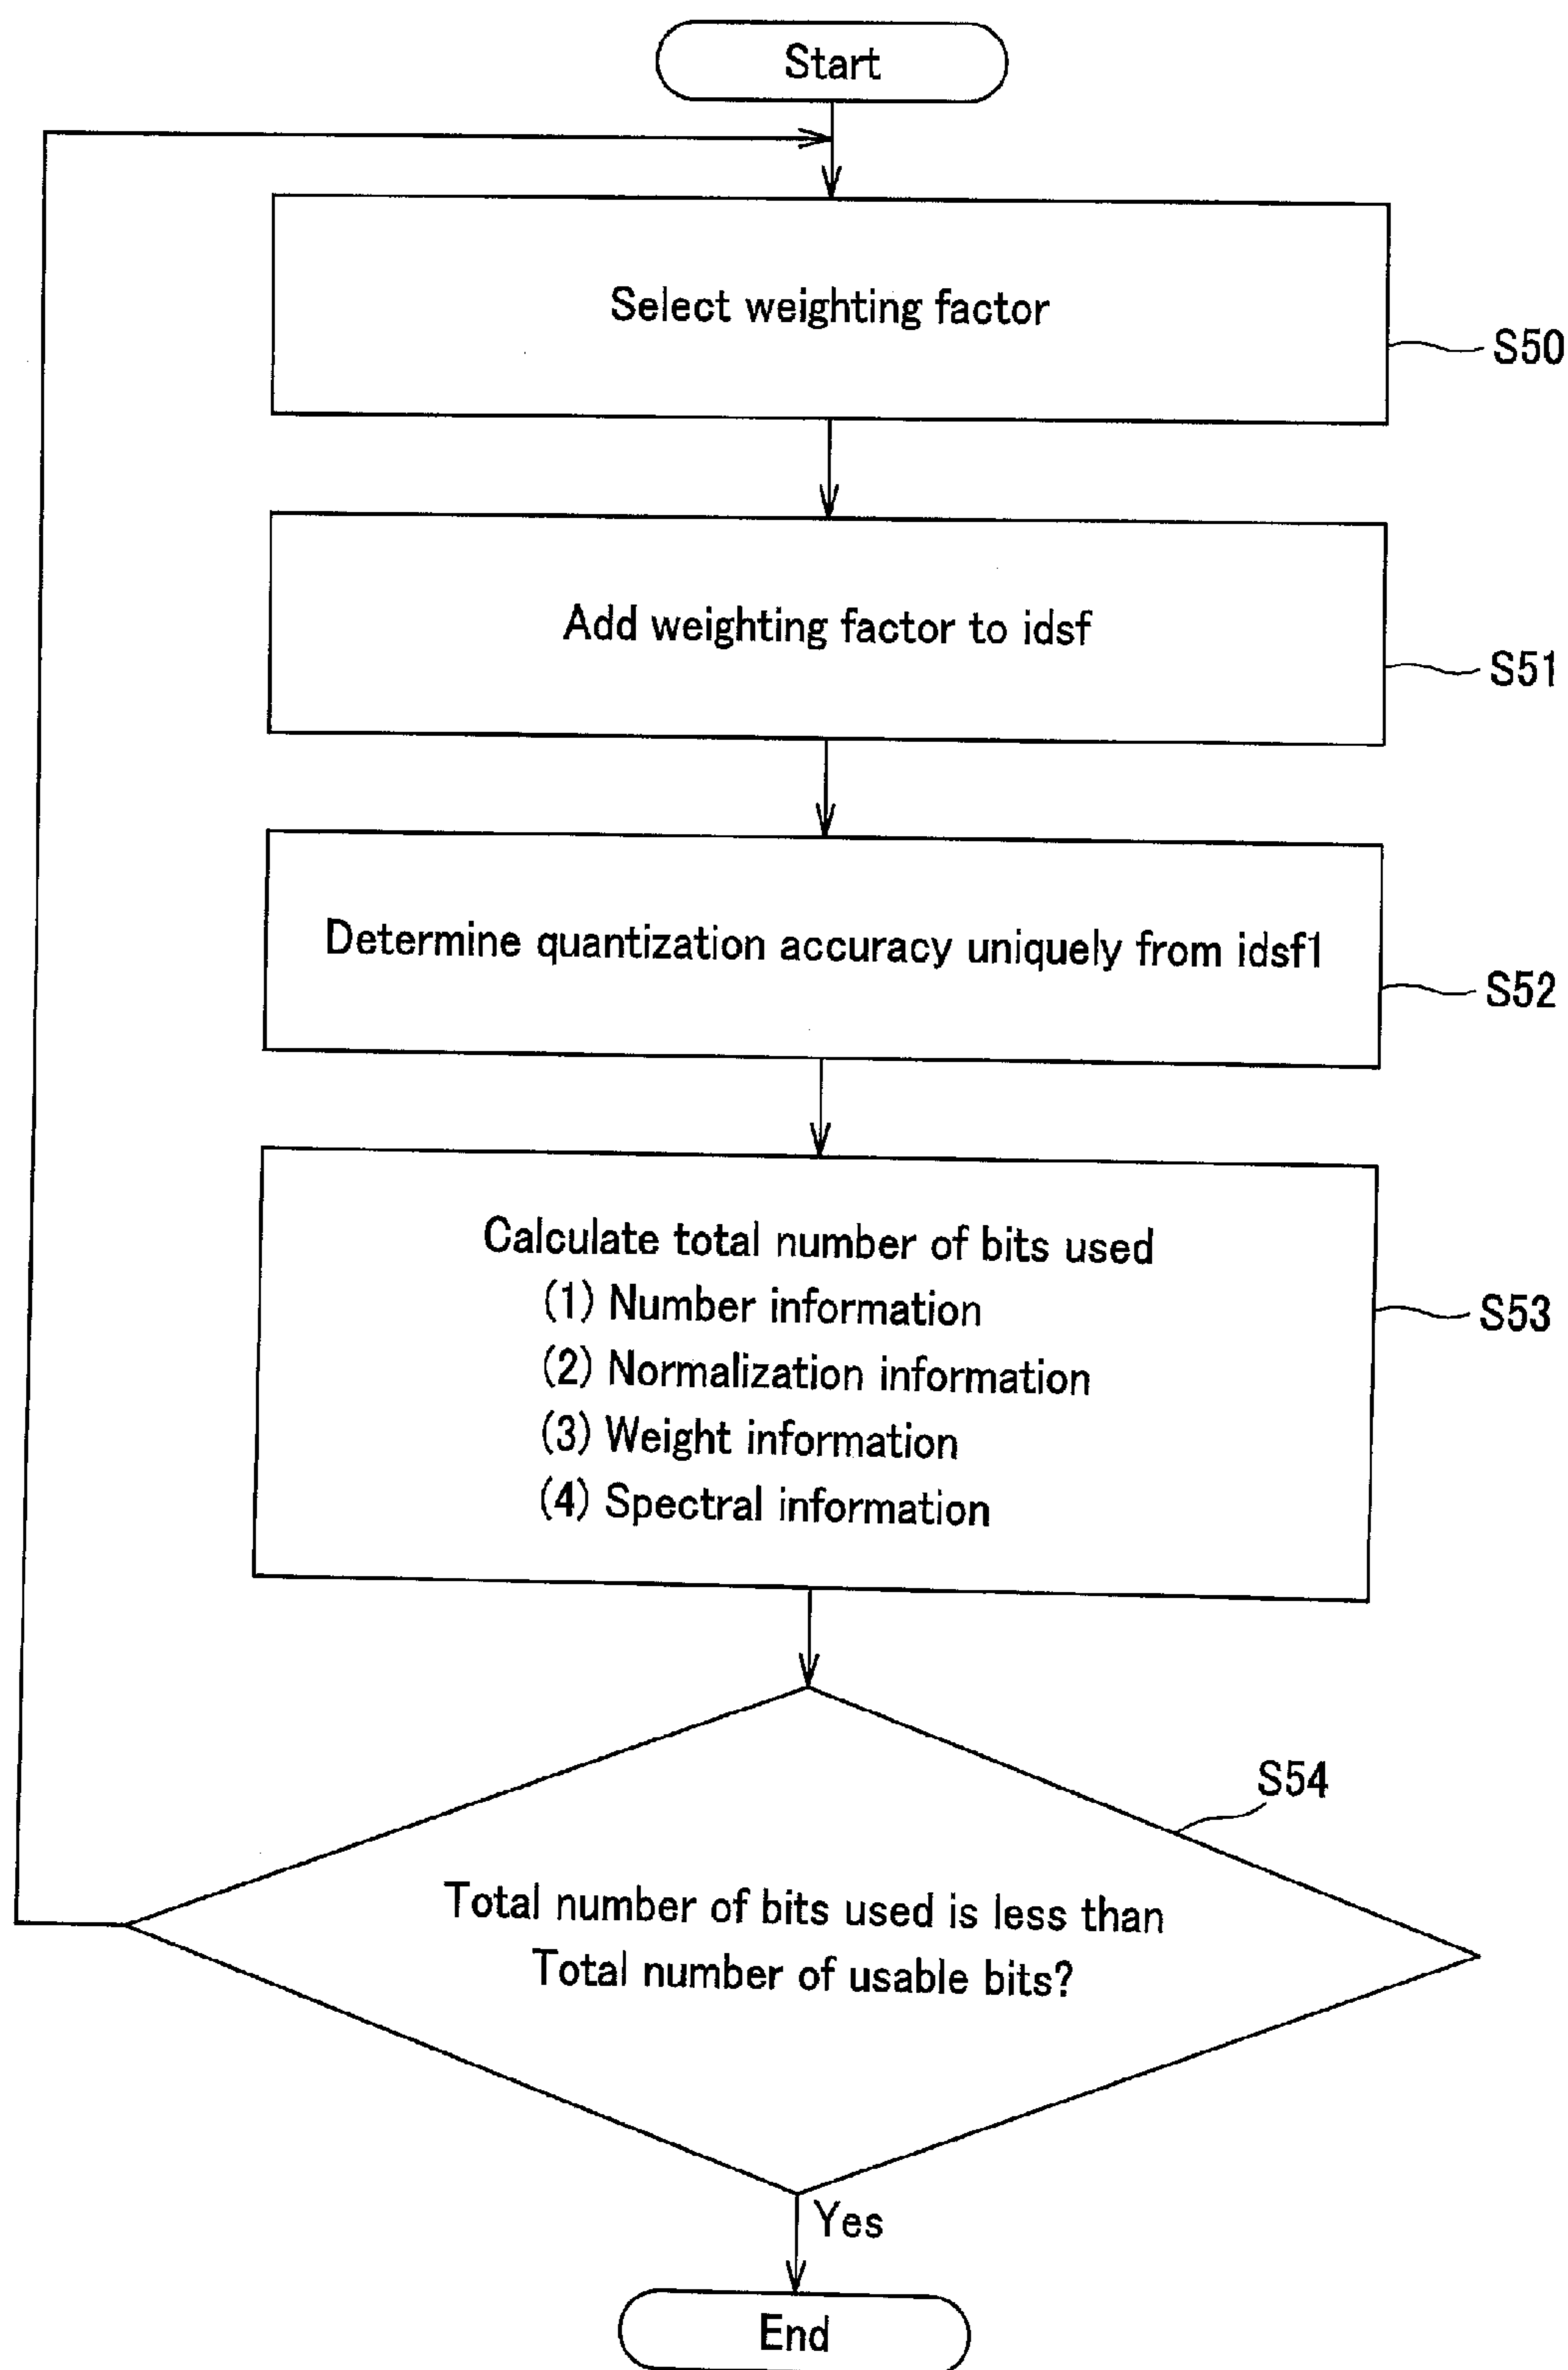 Start
Select weighting factor
S50
Add weighting factor to idsf
S51
Determine quantization accuracy uniquely from idsf1
S52
Calculate total number of bits used
(1) Number information
(2) Normalization information
(3) Weight information
(4) Spectral information
S53
S54
Total number of bits used is less than
Total number of usable bits?
Yes
End